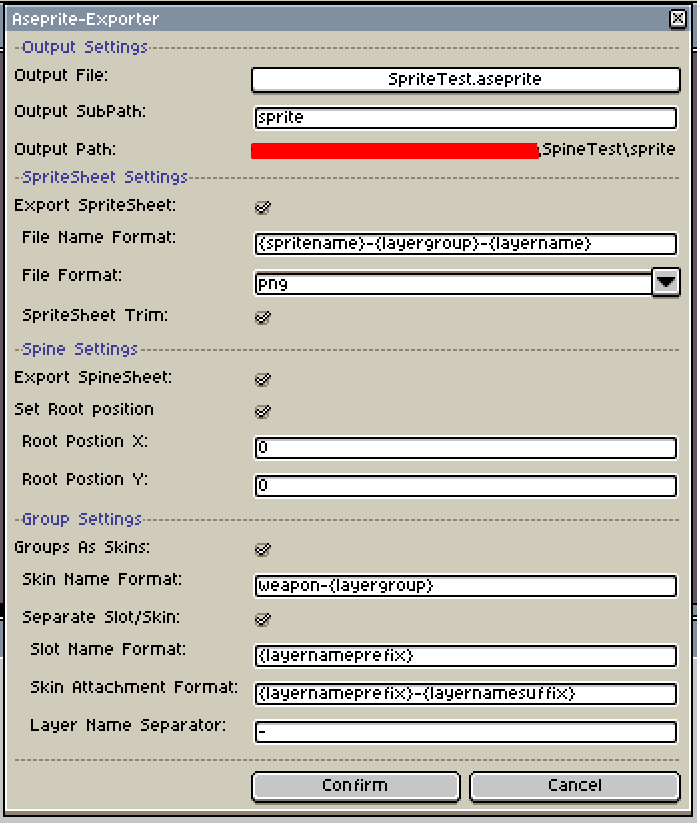 Aseprite-Exporter
Output Settings
Output File: SpriteTest.aseprite
Output SubPath: sprite
Output Path: \SpineTest\sprite
SpriteSheet Settings
Export SpriteSheet:
File Name Format: {spritename}-{layergroup}-{layername}
File Format: png
SpriteSheet Trim:
Spine Settings
Export SpineSheet:
Set Root position
Root Postion X: 0
Root Postion Y: 0
Group Settings
Groups As Skins:
Skin Name Format: weapon-{layergroup}
Separate Slot/Skin:
Slot Name Format: {layernameprefix}
Skin Attachment Format: {layernameprefix}-{layernamesuffix}
Layer Name Separator: -
Confirm Cancel